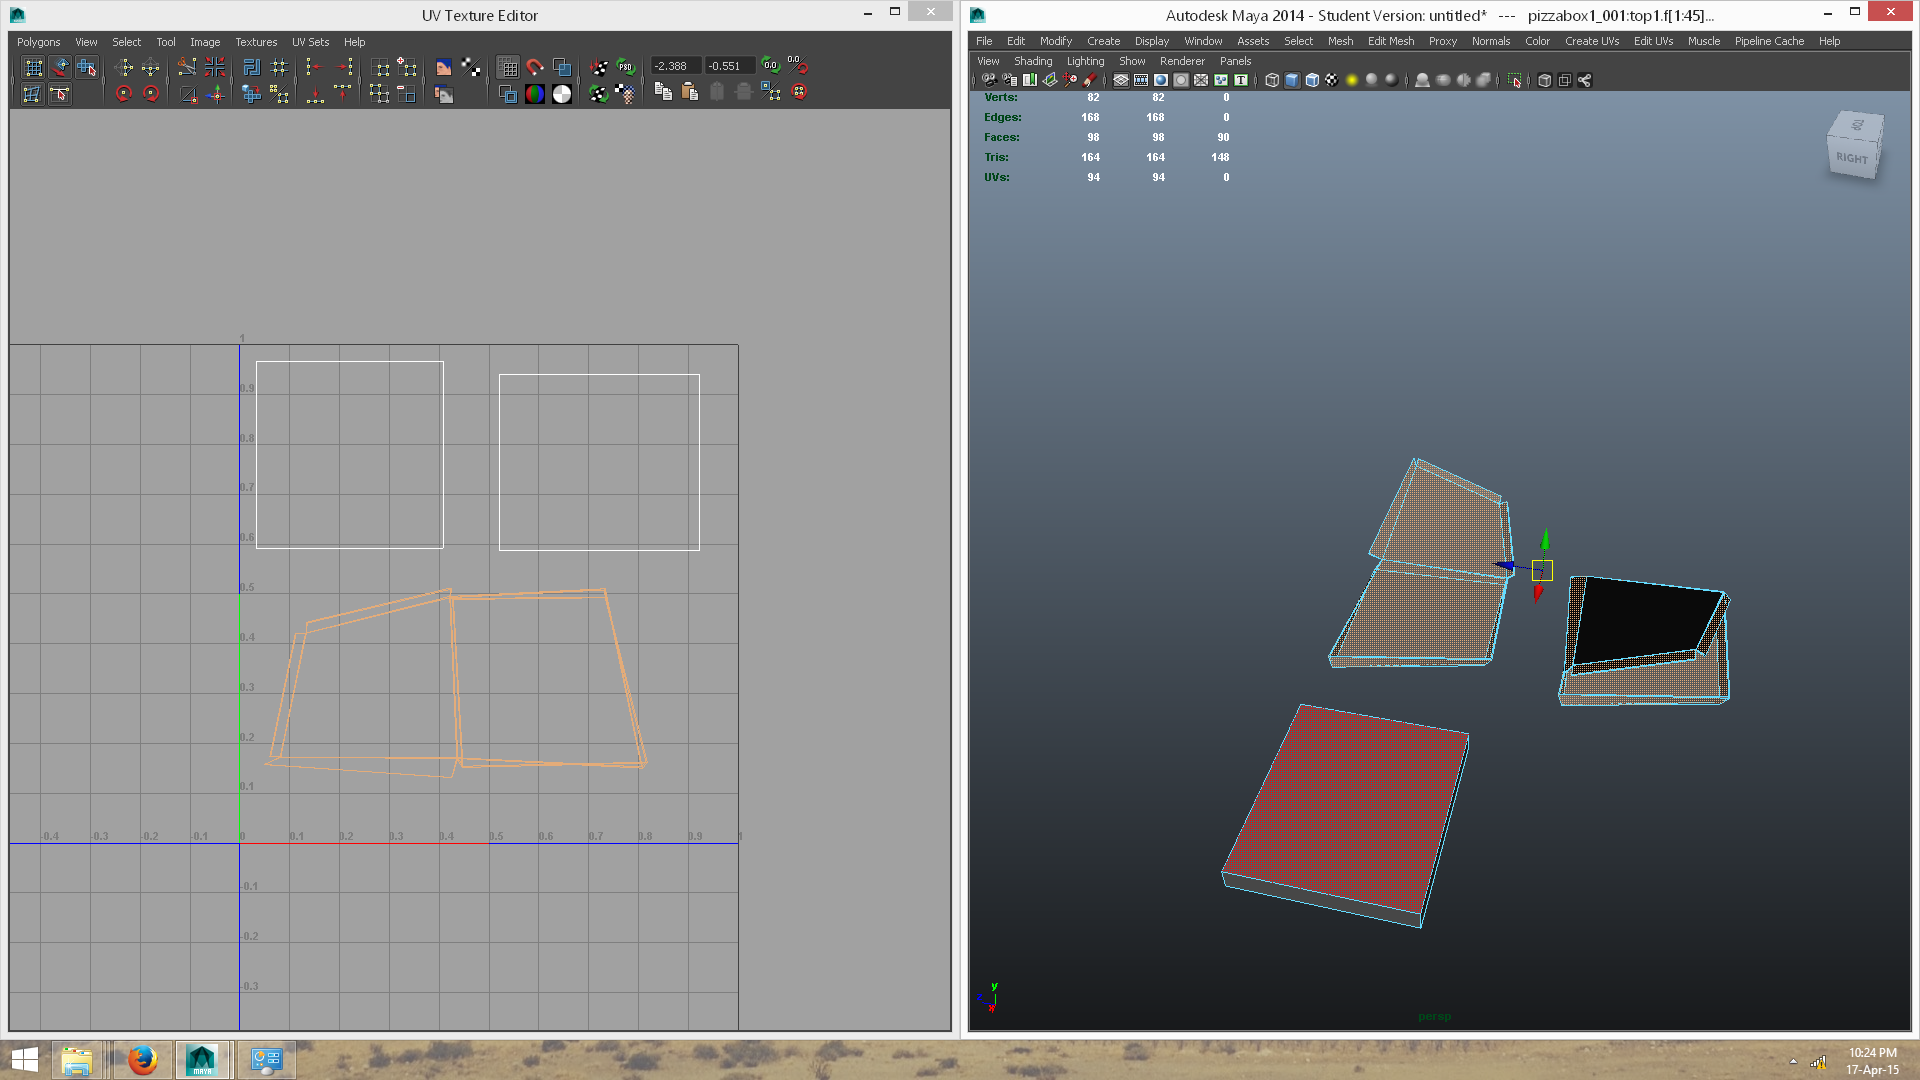 UV Texture Editor
Polygons View Select Tool Image Textures UV Sets Help
-2.388 -0.551 0.0 0.0
PSD
1
0.9
0.8
0.7
0.6
0.5
0.4
0.3
0.2
0.1
-0.4 -0.3 -0.2 -0.1 0 0.1 0.2 0.3 0.4 0.5 0.6 0.7 0.8 0.9 1
-0.1
-0.2
-0.3
Autodesk Maya 2014 - Student Version: untitled* --- pizzabox1_001:top1.f[1:45]...
File Edit Modify Create Display Window Assets Select Mesh Edit Mesh Proxy Normals Color Create UVs Edit UVs Muscle Pipeline Cache Help
View Shading Lighting Show Renderer Panels
Verts: 82 82 0
Edges: 168 168 0
Faces: 98 98 90
Tris: 164 164 148
UVs: 94 94 0
TOP
RIGHT
y
x
persp
MAYA
10:24 PM
17-Apr-15